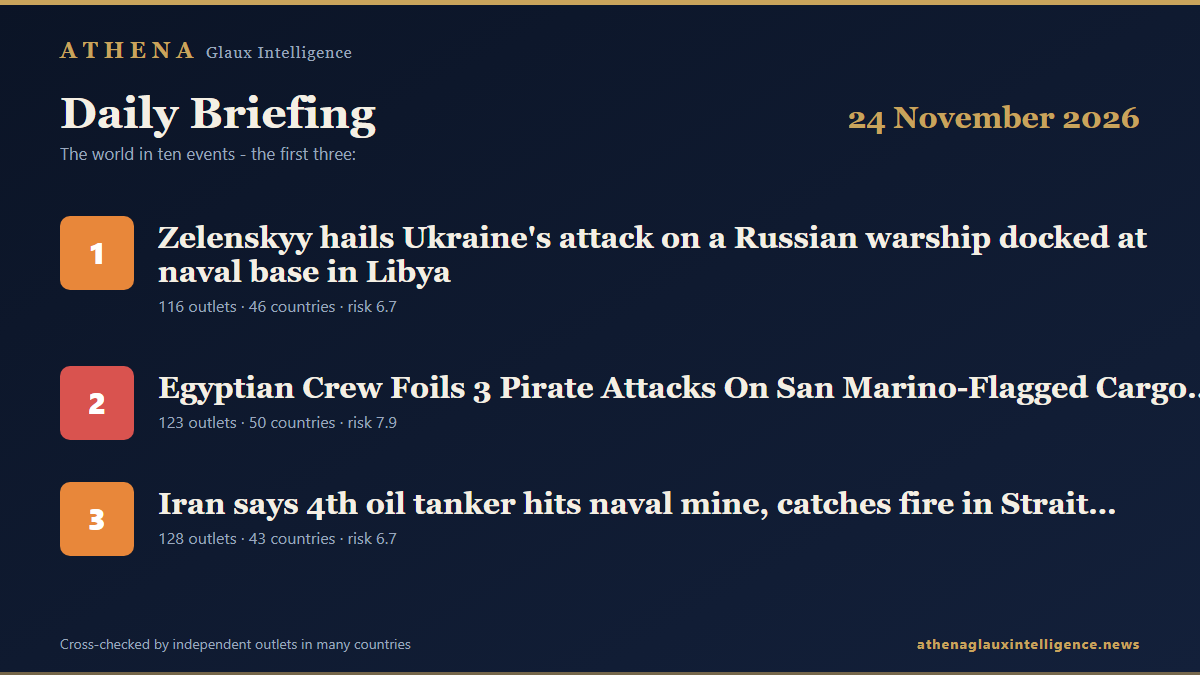 ATHENA Glaux Intelligence
Daily Briefing
24 November 2026
The world in ten events - the first three:
1
Zelenskyy hails Ukraine's attack on a Russian warship docked at
naval base in Libya
116 outlets · 46 countries · risk 6.7
2
Egyptian Crew Foils 3 Pirate Attacks On San Marino-Flagged Cargo...
123 outlets · 50 countries · risk 7.9
3
Iran says 4th oil tanker hits naval mine, catches fire in Strait...
128 outlets · 43 countries · risk 6.7
Cross-checked by independent outlets in many countries
athenaglauxintelligence.news